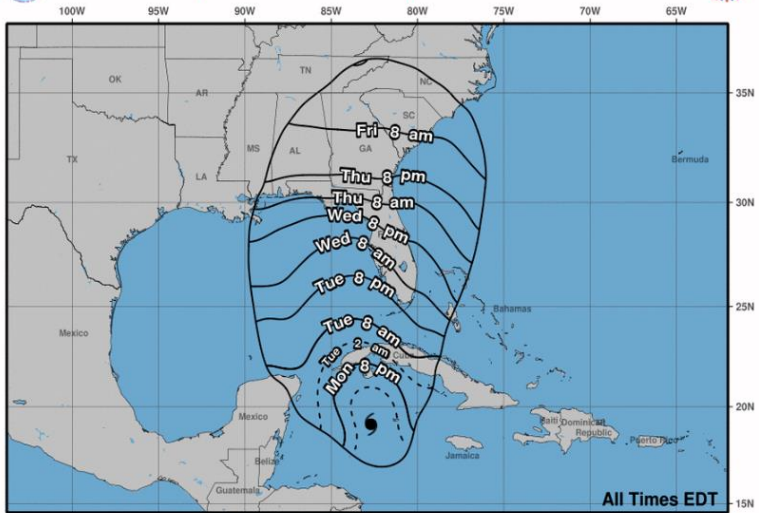 100W 95W 90W 85W 80W 75W 70W 65W
TN
OK
NC
AR
35N
SC
Fri 8 am
MS
AL
GA
TX
Bermuda
LA
Thu 8 pm
Thu 8 am
30N
Wed 8 pm
Wed 8 am
Tue 8 pm
25N
Bahamas
Mexico
Tue 8 am
Tue 2 am
Cuba
Mon 8 pm
20N
Mexico
Haiti
Dominican
Republic
Puerto Rico
Jamaica
Belize
Guatemala
All Times EDT
15N